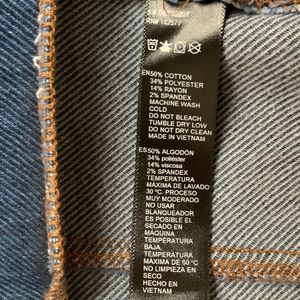 RN# 142577
EN50% COTTON
34% POLYESTER
14% RAYON
2% SPANDEX
MACHINE WASH
COLD
DO NOT BLEACH
TUMBLE DRY LOW
DO NOT DRY CLEAN
MADE IN VIETNAM
ES50% ALGODÓN
34% poliéster
14% viscosa
2% SPANDEX
TEMPERATURA
MÁXIMA DE LAVADO
30 °C. PROCESO
MUY MODERADO
NO USAR
BLANQUEADOR
ES POSIBLE EL
SECADO EN
MÁQUINA.
TEMPERATURA
BAJA.
TEMPERATURA
MÁXIMA DE 50 °C
NO LIMPIEZA EN
SECO
HECHO EN
VIETNAM